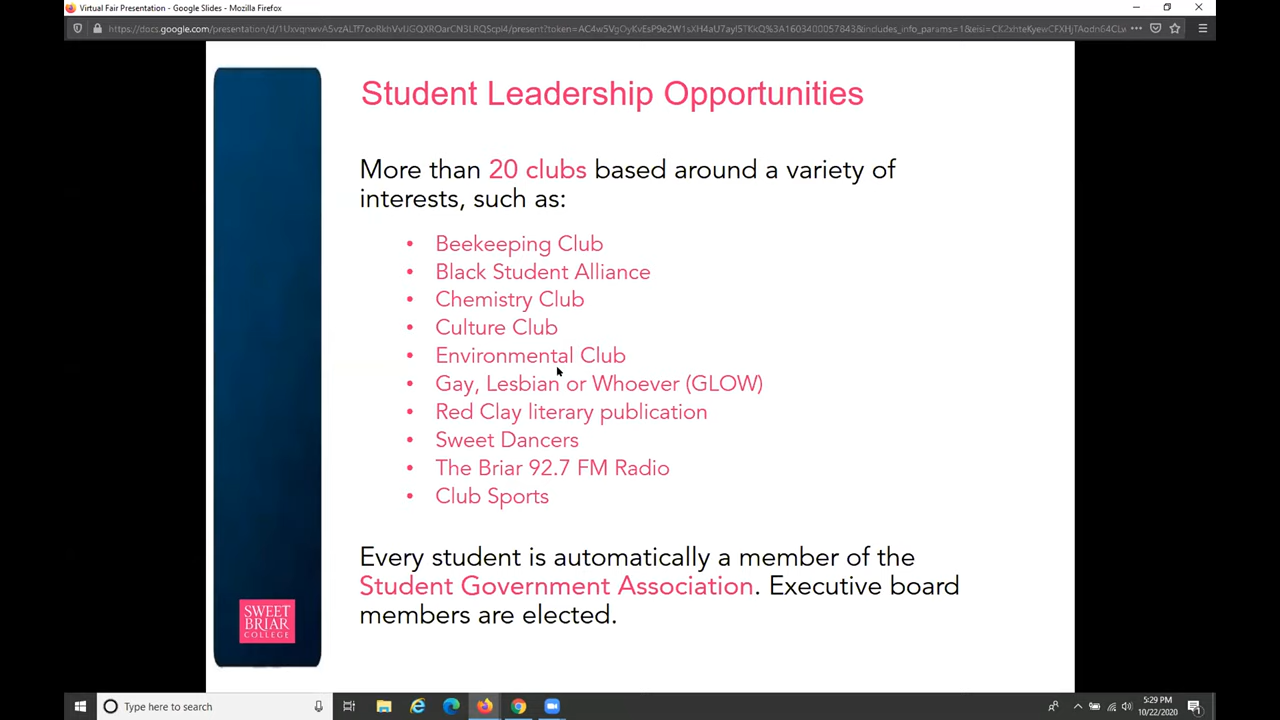 Virtual Fair Presentation - Google Slides - Mozilla Firefox
Student Leadership Opportunities
More than 20 clubs based around a variety of
interests, such as:
• Beekeeping Club
• Black Student Alliance
• Chemistry Club
• Culture Club
• Environmental Club
• Gay, Lesbian or Whoever (GLOW)
• Red Clay literary publication
• Sweet Dancers
• The Briar 92.7 FM Radio
• Club Sports
Every student is automatically a member of the
Student Government Association. Executive board
members are elected.
SWEET
BRIAR
COLLEGE
Type here to search
5:29 PM
10/22/2020